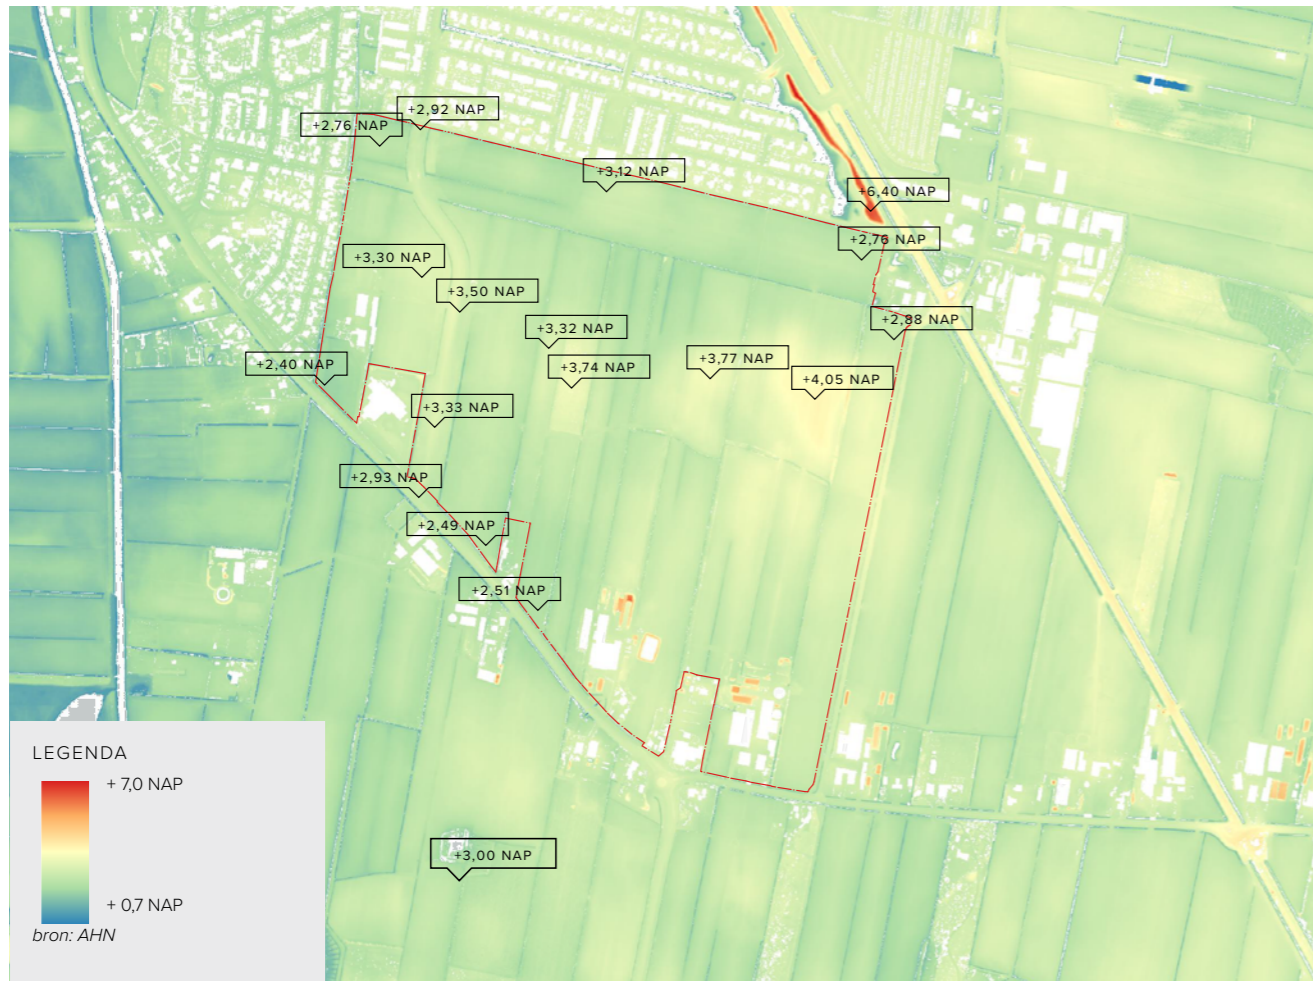 +2,92 NAP
+2,76 NAP
+3,12 NAP
+6,40 NAP
+2,76 NAP
+3,30 NAP
+3,50 NAP
+2,88 NAP
+3,32 NAP
+3,74 NAP
+3,77 NAP
+2,40 NAP
+4,05 NAP
+3,33 NAP
+2,93 NAP
+2,49 NAP
+2,51 NAP
+3,00 NAP
LEGENDA
+ 7,0 NAP
+ 0,7 NAP
bron: AHN